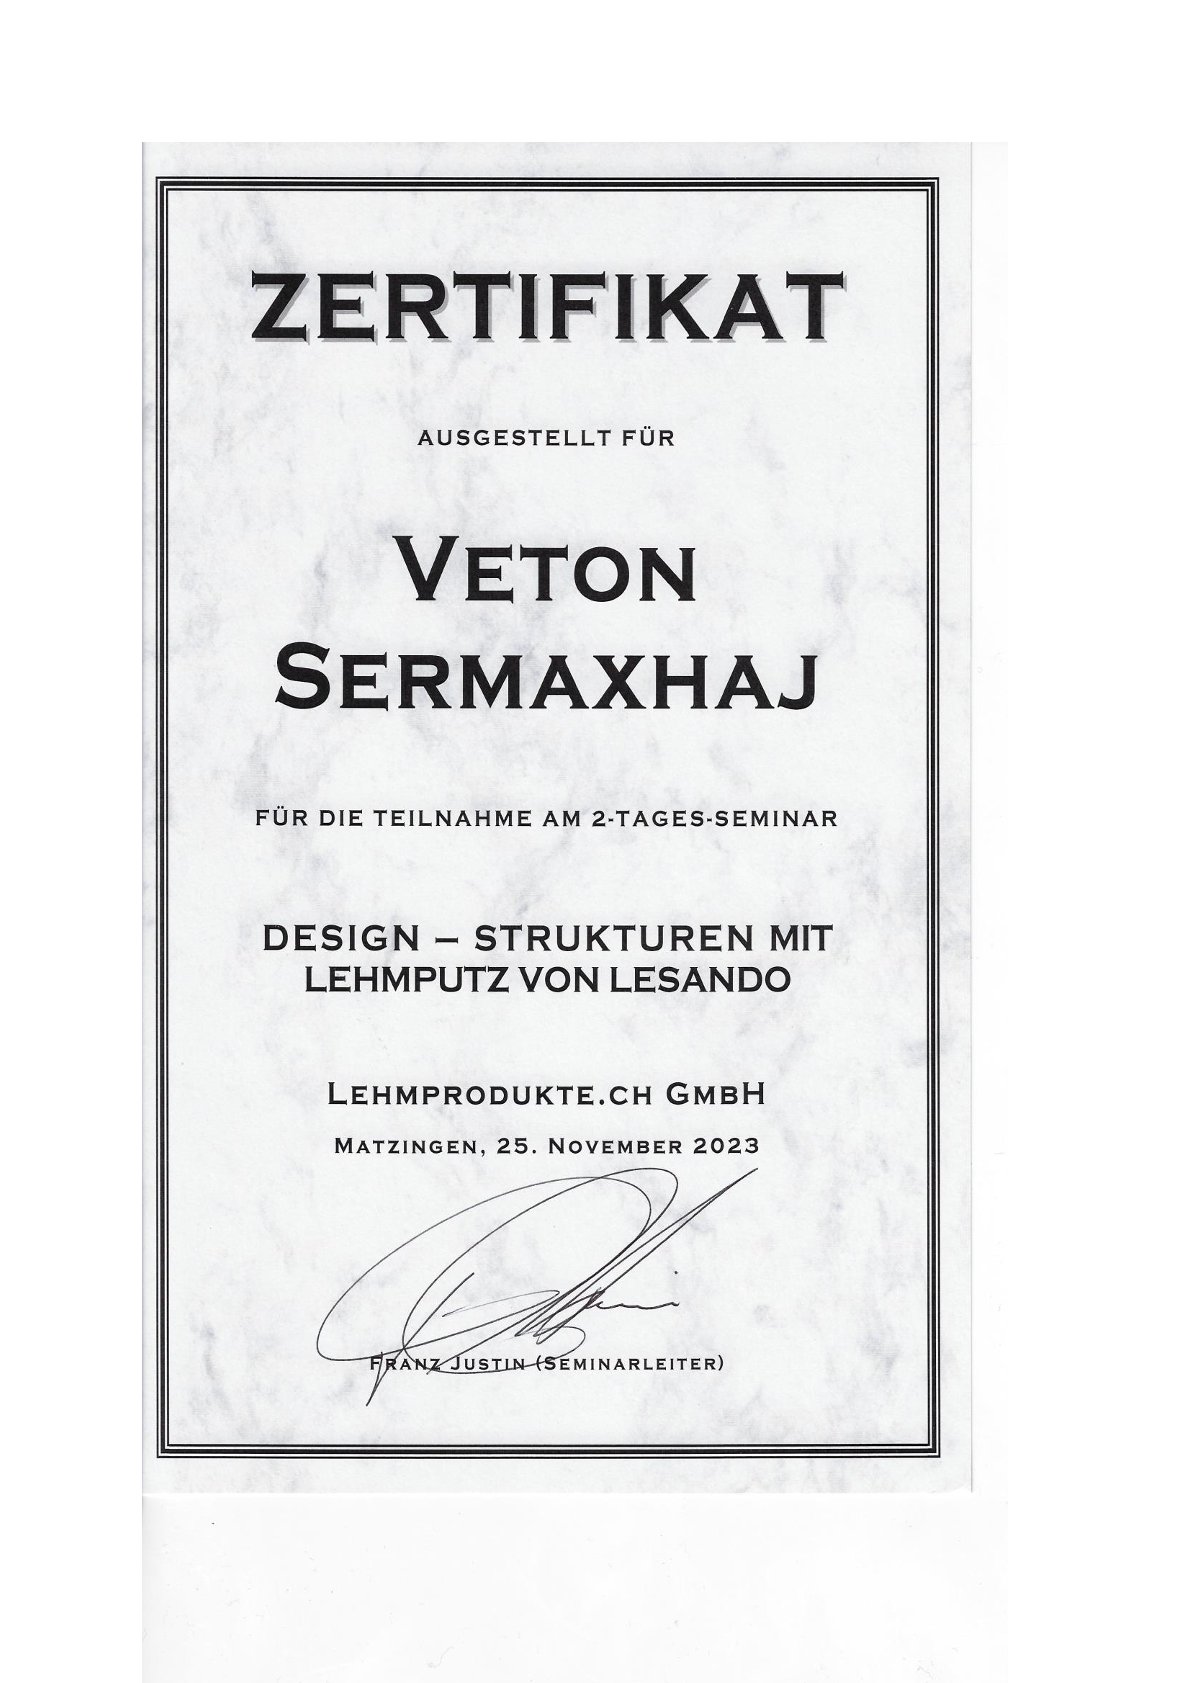 ZERTIFIKAT
AUSGESTELLT FÜR
VETON
SERMAXHAJ
FÜR DIE TEILNAHME AM 2-TAGES-SEMINAR
DESIGN – STRUKTUREN MIT
LEHMPUTZ VON LESANDO
LEHMPRODUKTE.CH GMBH
MATZINGEN, 25. NOVEMBER 2023
FRANZ JUSTIN (SEMINARLEITER)